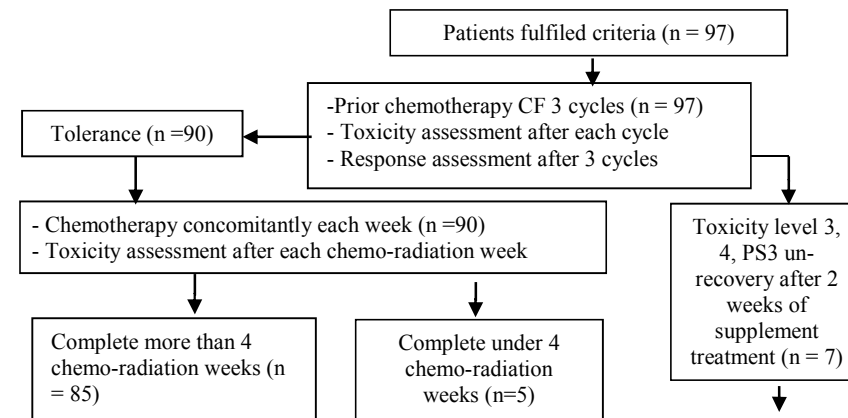 Patients fulfiled criteria (n = 97)
-Prior chemotherapy CF 3 cycles (n = 97)
- Toxicity assessment after each cycle
- Response assessment after 3 cycles
Tolerance (n =90)
- Chemotherapy concomitantly each week (n =90)
- Toxicity assessment after each chemo-radiation week
Toxicity level 3,
4, PS3 un-
recovery after 2
weeks of
supplement
treatment (n = 7)
Complete more than 4
chemo-radiation weeks (n
= 85)
Complete under 4
chemo-radiation
weeks (n=5)